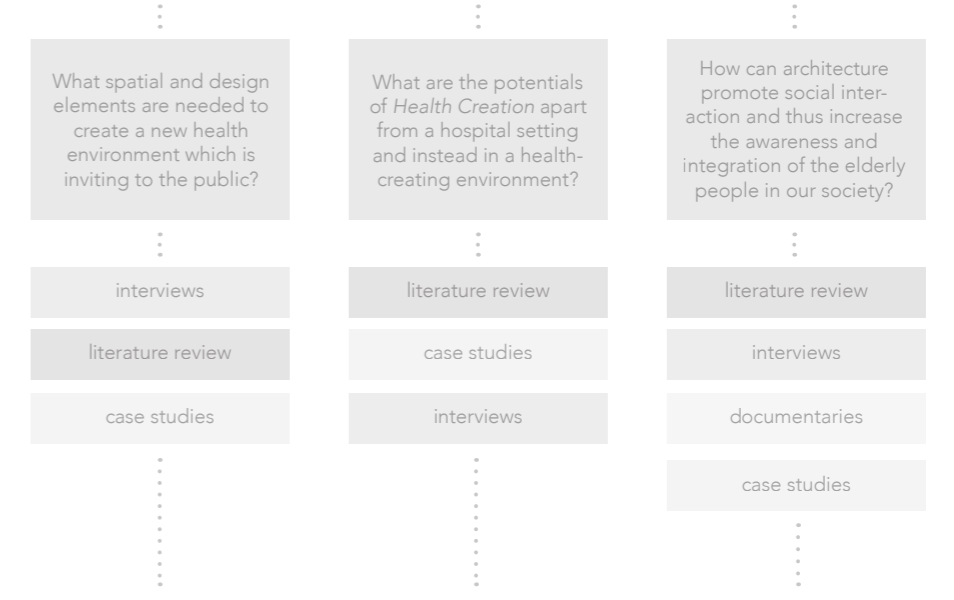 What spatial and design
elements are needed to
create a new health
environment which is
inviting to the public?
interviews
literature review
case studies
What are the potentials
of Health Creation apart
from a hospital setting
and instead in a health-
creating environment?
literature review
case studies
interviews
How can architecture
promote social inter-
action and thus increase
the awareness and
integration of the elderly
people in our society?
literature review
interviews
documentaries
case studies